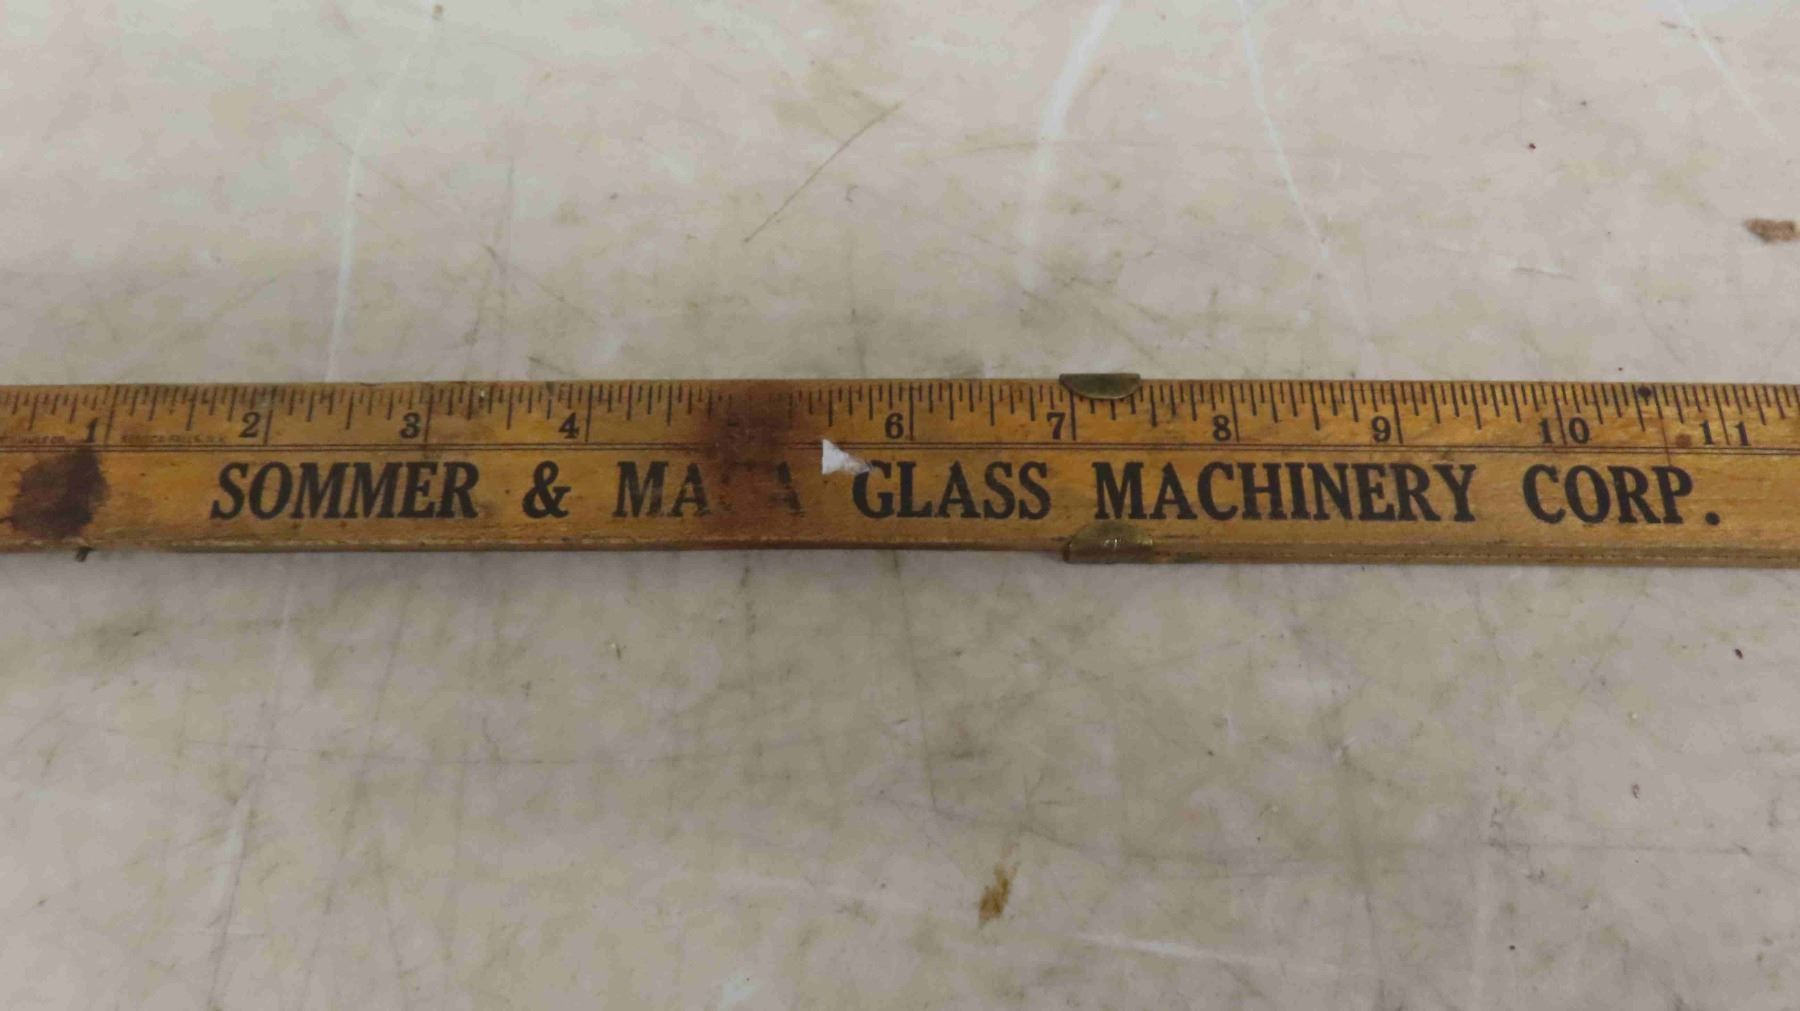 1 2 3 4 6 7 8 9 10 11
SOMMER & GLASS MACHINERY CORP.